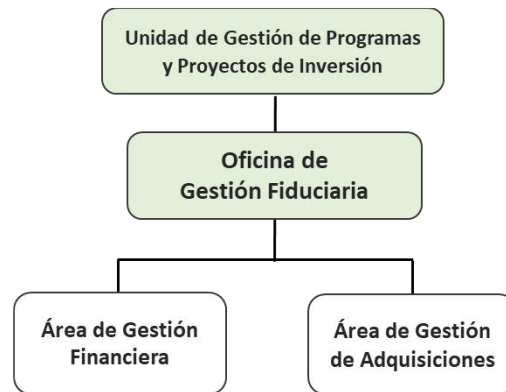 Unidad de Gestión de Programas
y Proyectos de Inversión
Oficina de
Gestión Fiduciaria
Área de Gestión
Financiera
Área de Gestión
de Adquisiciones